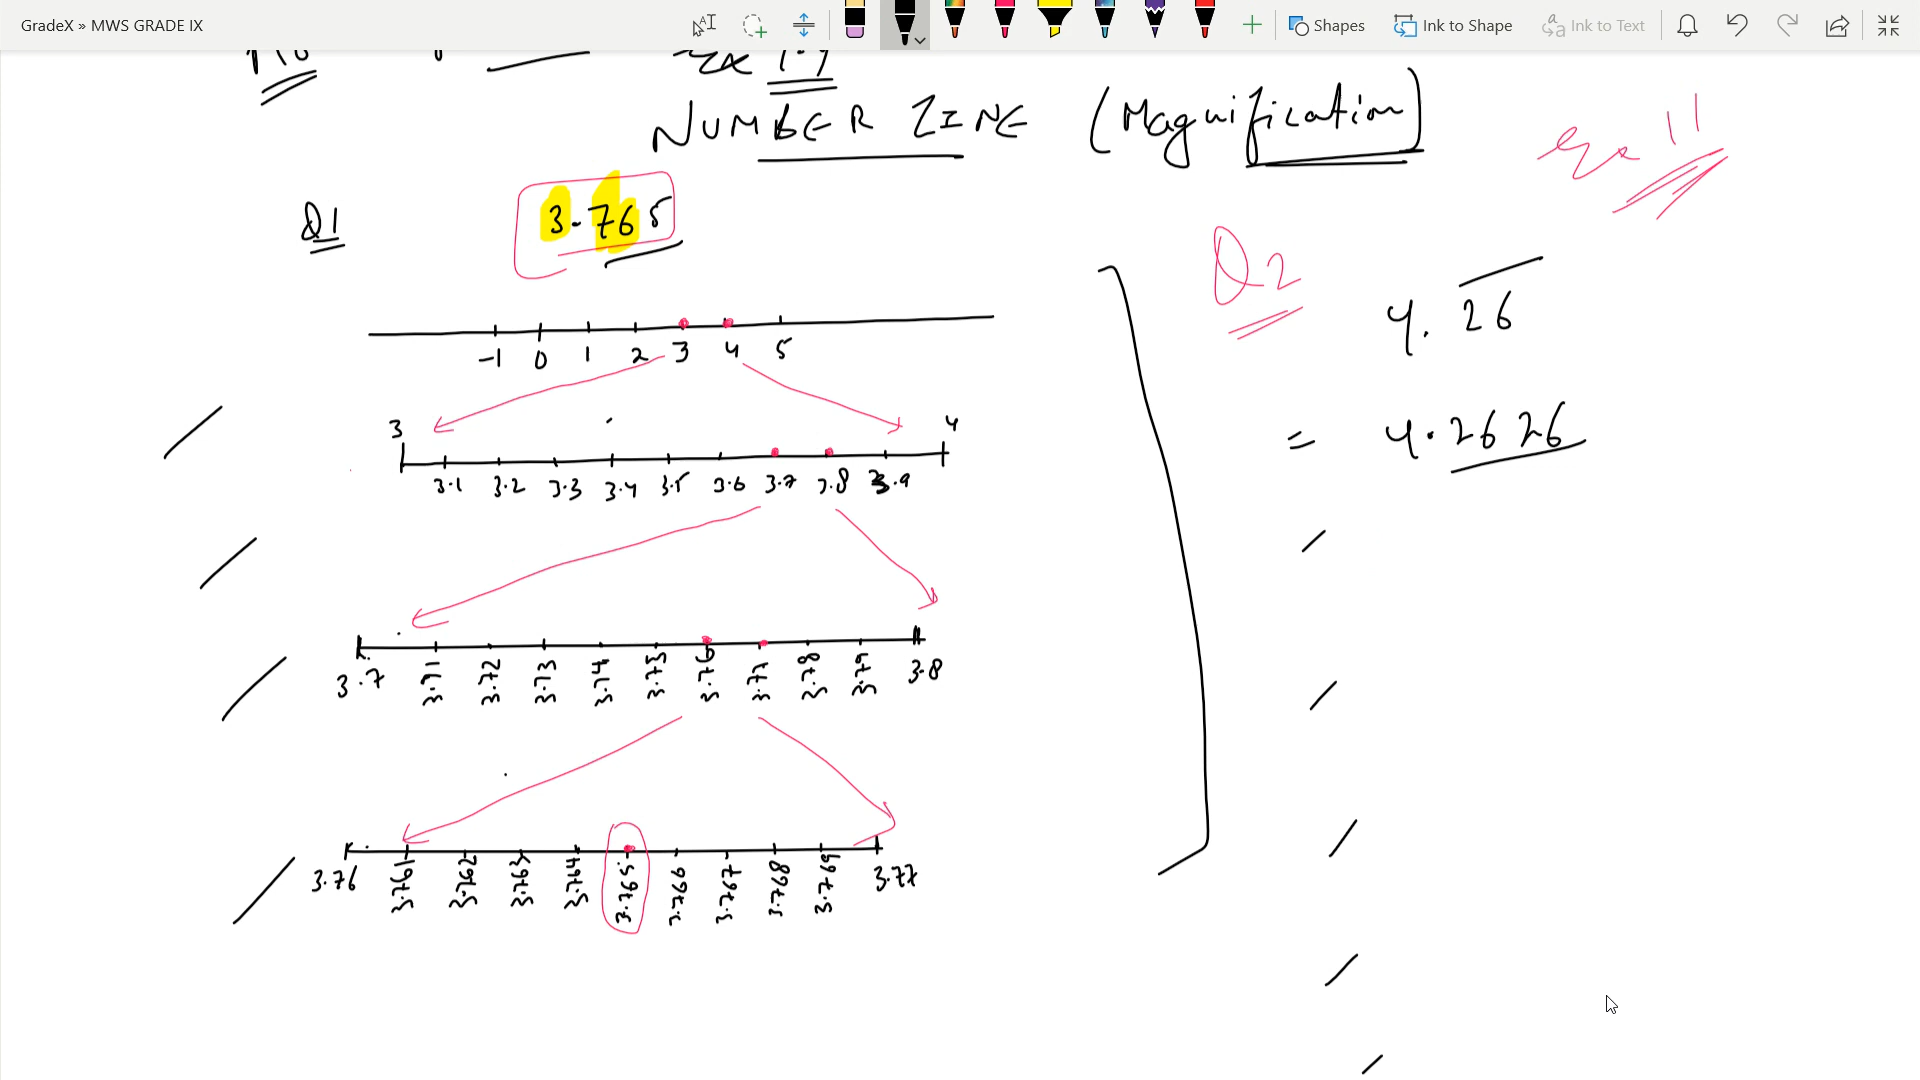 GradeX » MWS GRADE IX
Shapes
Ink to Shape
Ink to Text
NUMBER LINE (Magnification)
Q1
3.765
-1 0 1 2 3 4 5
3 4
3.1 3.2 3.3 3.4 3.5 3.6 3.7 3.8 3.9
3.7 3.71 3.72 3.73 3.74 3.75 3.76 3.77 3.78 3.79 3.8
3.76 3.761 3.762 3.763 3.764 3.765 3.766 3.767 3.768 3.769 3.77
Q2
4.26
= 4.2626